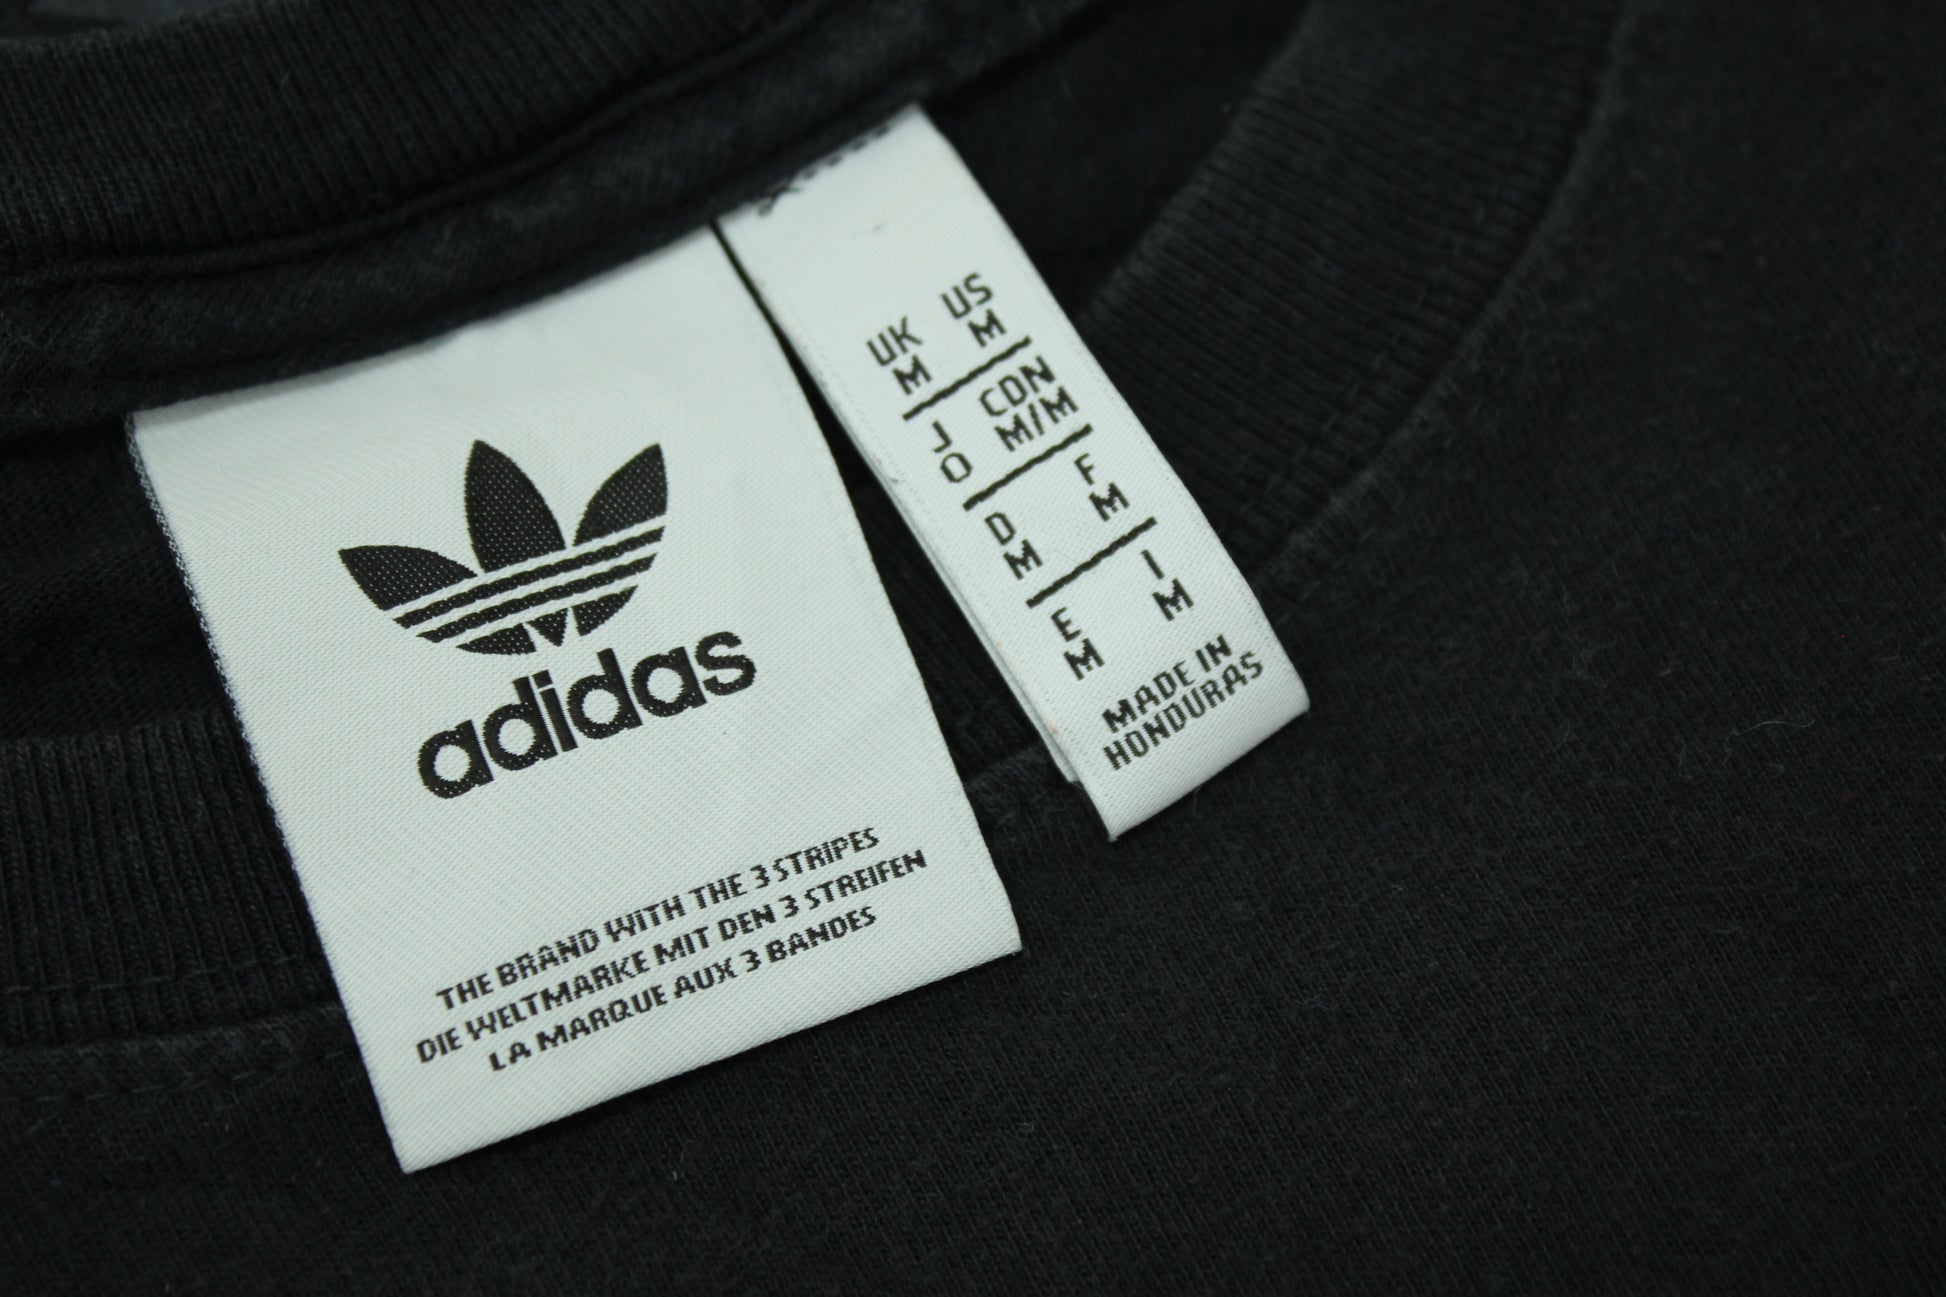 adidas
THE BRAND WITH THE 3 STRIPES
DIE WELTMARKE MIT DEN 3 STREIFEN
LA MARQUE AUX 3 BANDES
UK US
M M
J CDN
O M/M
D F
M M
E I
M M
MADE IN
HONDURAS